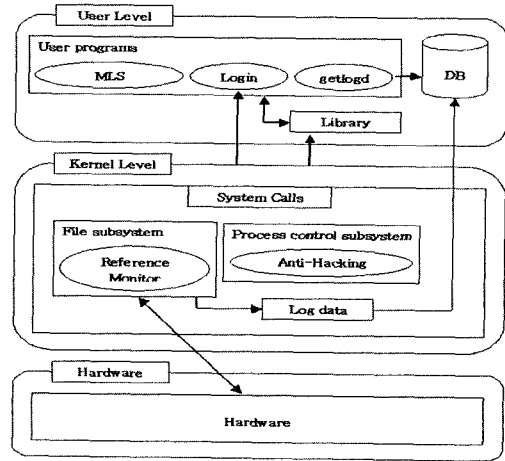 User Level
User programs
MLS
Login
getlogd
DB
Library
Kernel Level
System Calls
File subsystem
Reference
Monitor
Process control subsystem
Anti-Hacking
Log data
Hardware
Hardware